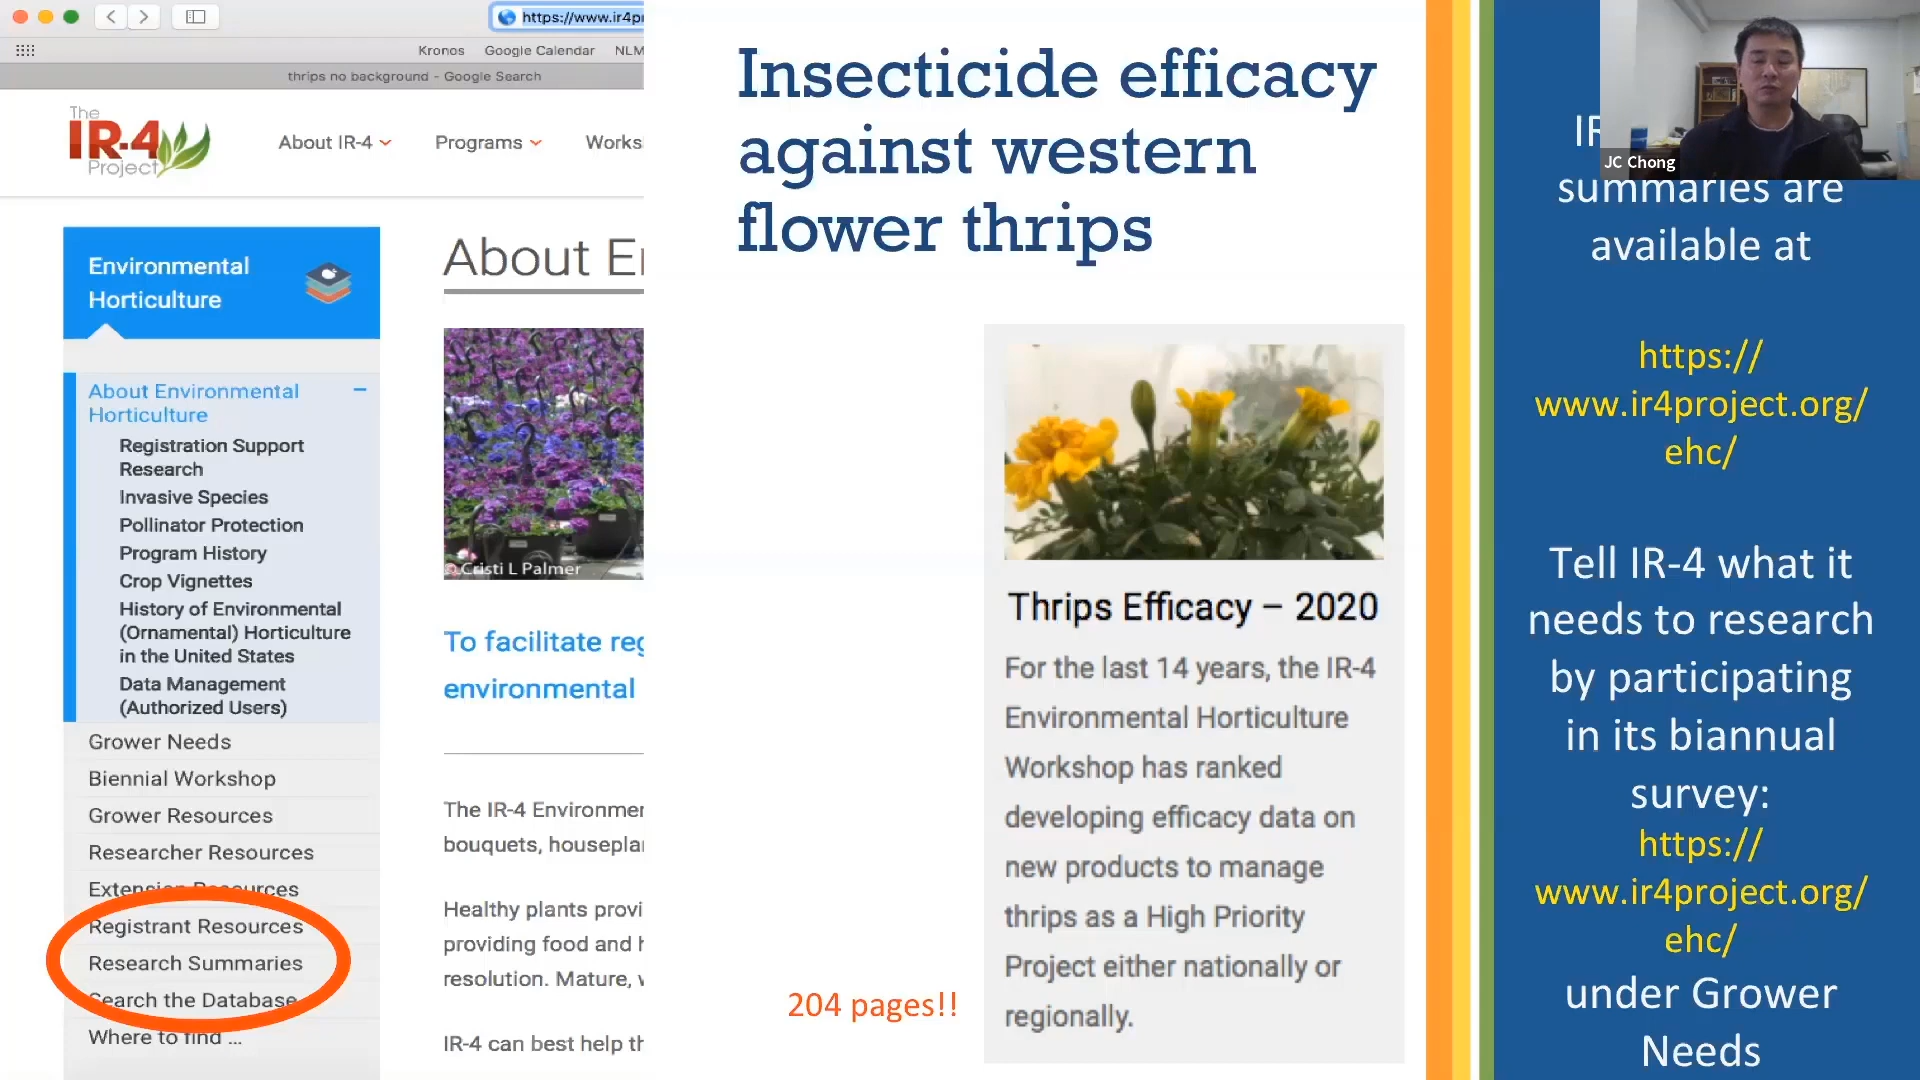 https://www.ir4p
Kronos Google Calendar NLM
thrips no background - Google Search
The
IR-4
Project
About IR-4
Programs
Works
Environmental
Horticulture
About Environmental
Horticulture
Registration Support
Research
Invasive Species
Pollinator Protection
Program History
Crop Vignettes
History of Environmental
(Ornamental) Horticulture
in the United States
Data Management
(Authorized Users)
Grower Needs
Biennial Workshop
Grower Resources
Researcher Resources
Extension Resources
Registrant Resources
Research Summaries
Search the Database
Where to find ...
About E
© Cristi L Palmer
To facilitate reg
environmental
The IR-4 Environme
bouquets, housepla
Healthy plants provi
providing food and h
resolution. Mature, w
IR-4 can best help th
Insecticide efficacy
against western
flower thrips
204 pages!!
Thrips Efficacy – 2020
For the last 14 years, the IR-4
Environmental Horticulture
Workshop has ranked
developing efficacy data on
new products to manage
thrips as a High Priority
Project either nationally or
regionally.
JC Chong
summaries are
available at
https://
www.ir4project.org/
ehc/
Tell IR-4 what it
needs to research
by participating
in its biannual
survey:
https://
www.ir4project.org/
ehc/
under Grower
Needs